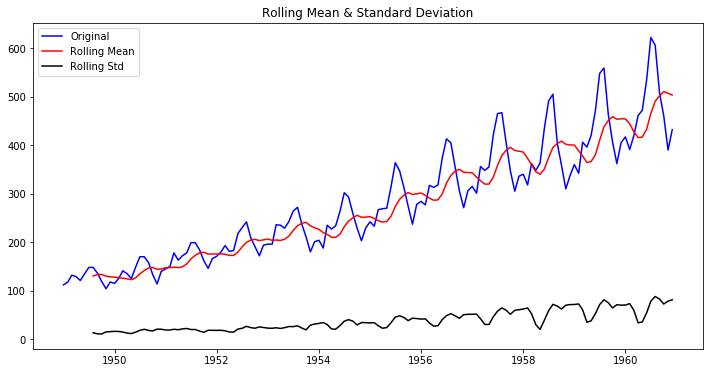 Rolling Mean & Standard Deviation
Original
Rolling Mean
Rolling Std
600
500
400
300
200
100
0
1950 1952 1954 1956 1958 1960